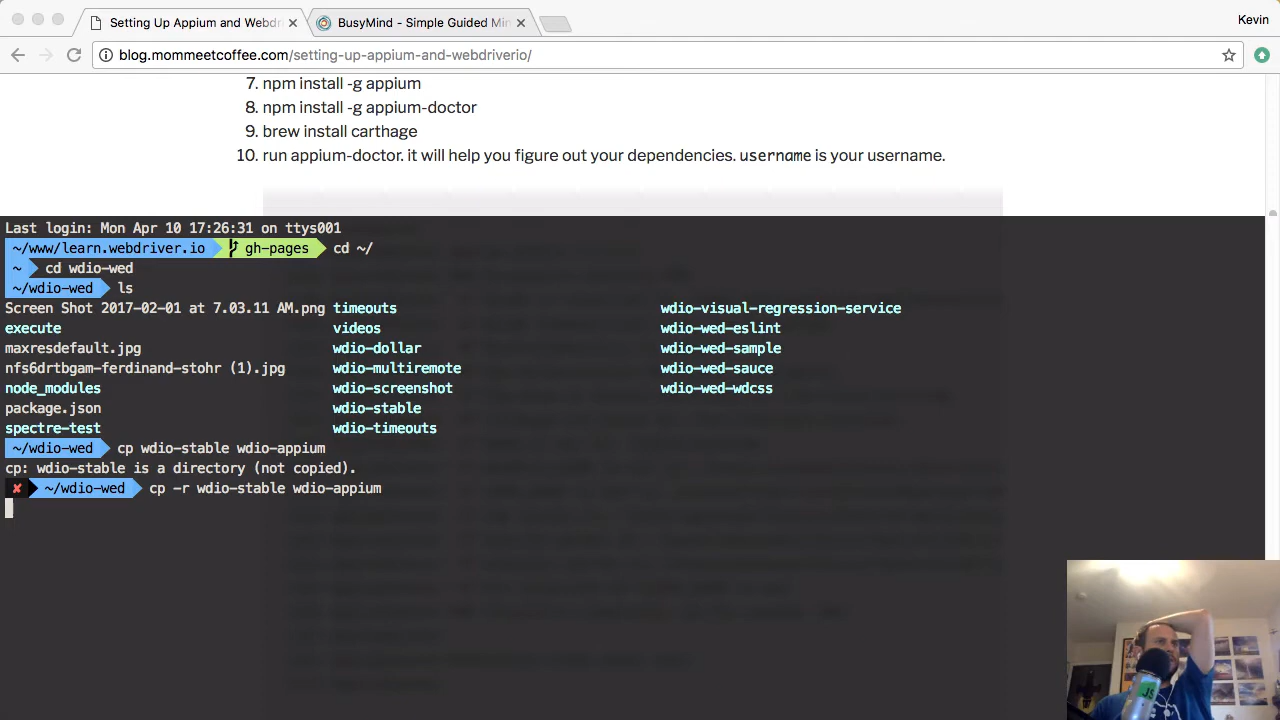 Setting Up Appium and Webdr
BusyMind - Simple Guided Mi
Kevin
blog.mommeetcoffee.com/setting-up-appium-and-webdriverio/
7. npm install -g appium
8. npm install -g appium-doctor
9. brew install carthage
10. run appium-doctor. it will help you figure out your dependencies. username is your username.
Last login: Mon Apr 10 17:26:31 on ttys001
~/www/learn.webdriver.io gh-pages cd ~/
~ cd wdio-wed
~/wdio-wed ls
Screen Shot 2017-02-01 at 7.03.11 AM.png timeouts wdio-visual-regression-service
execute videos wdio-wed-eslint
maxresdefault.jpg wdio-dollar wdio-wed-sample
nfs6drtbgam-ferdinand-stohr (1).jpg wdio-multiremote wdio-wed-sauce
node_modules wdio-screenshot wdio-wed-wdcss
package.json wdio-stable
spectre-test wdio-timeouts
~/wdio-wed cp wdio-stable wdio-appium
cp: wdio-stable is a directory (not copied).
✘ ~/wdio-wed cp -r wdio-stable wdio-appium
JS